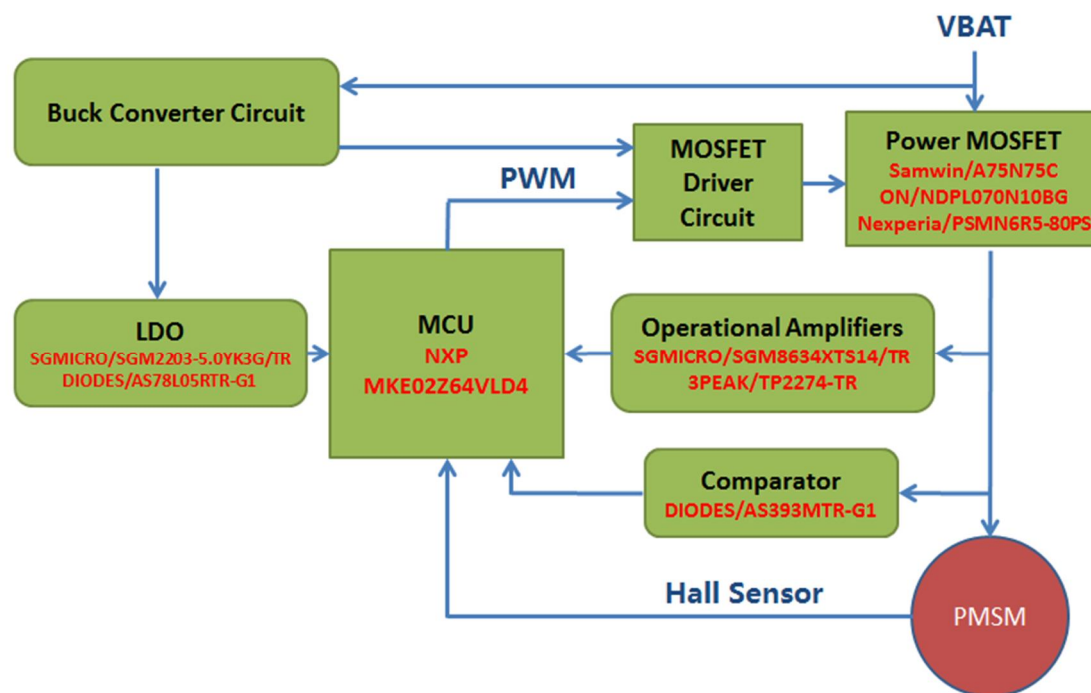 VBAT
Buck Converter Circuit
MOSFET
Driver
Circuit
Power MOSFET
Samwin/A75N75C
ON/NDPL070N10BG
Nexperia/PSMN6R5-80PS
PWM
LDO
SGMICRO/SGM2203-5.0YK3G/TR
DIODES/AS78L05RTR-G1
MCU
NXP
MKE02Z64VLD4
Operational Amplifiers
SGMICRO/SGM8634XTS14/TR
3PEAK/TP2274-TR
Comparator
DIODES/AS393MTR-G1
Hall Sensor
PMSM